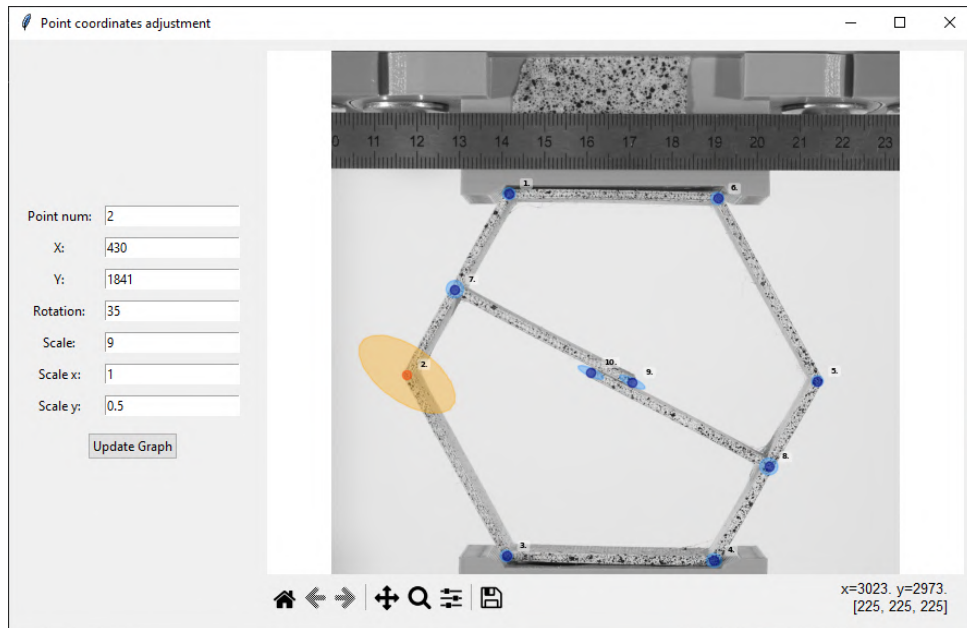 Point coordinates adjustment
Point num: 2
X: 430
Y: 1841
Rotation: 35
Scale: 9
Scale x: 1
Scale y: 0.5
Update Graph
0 11 12 13 14 15 16 17 18 19 20 21 22 23
1. 6.
7.
10.
2. 9. 5.
8.
3. 4.
x=3023. y=2973.
[225, 225, 225]